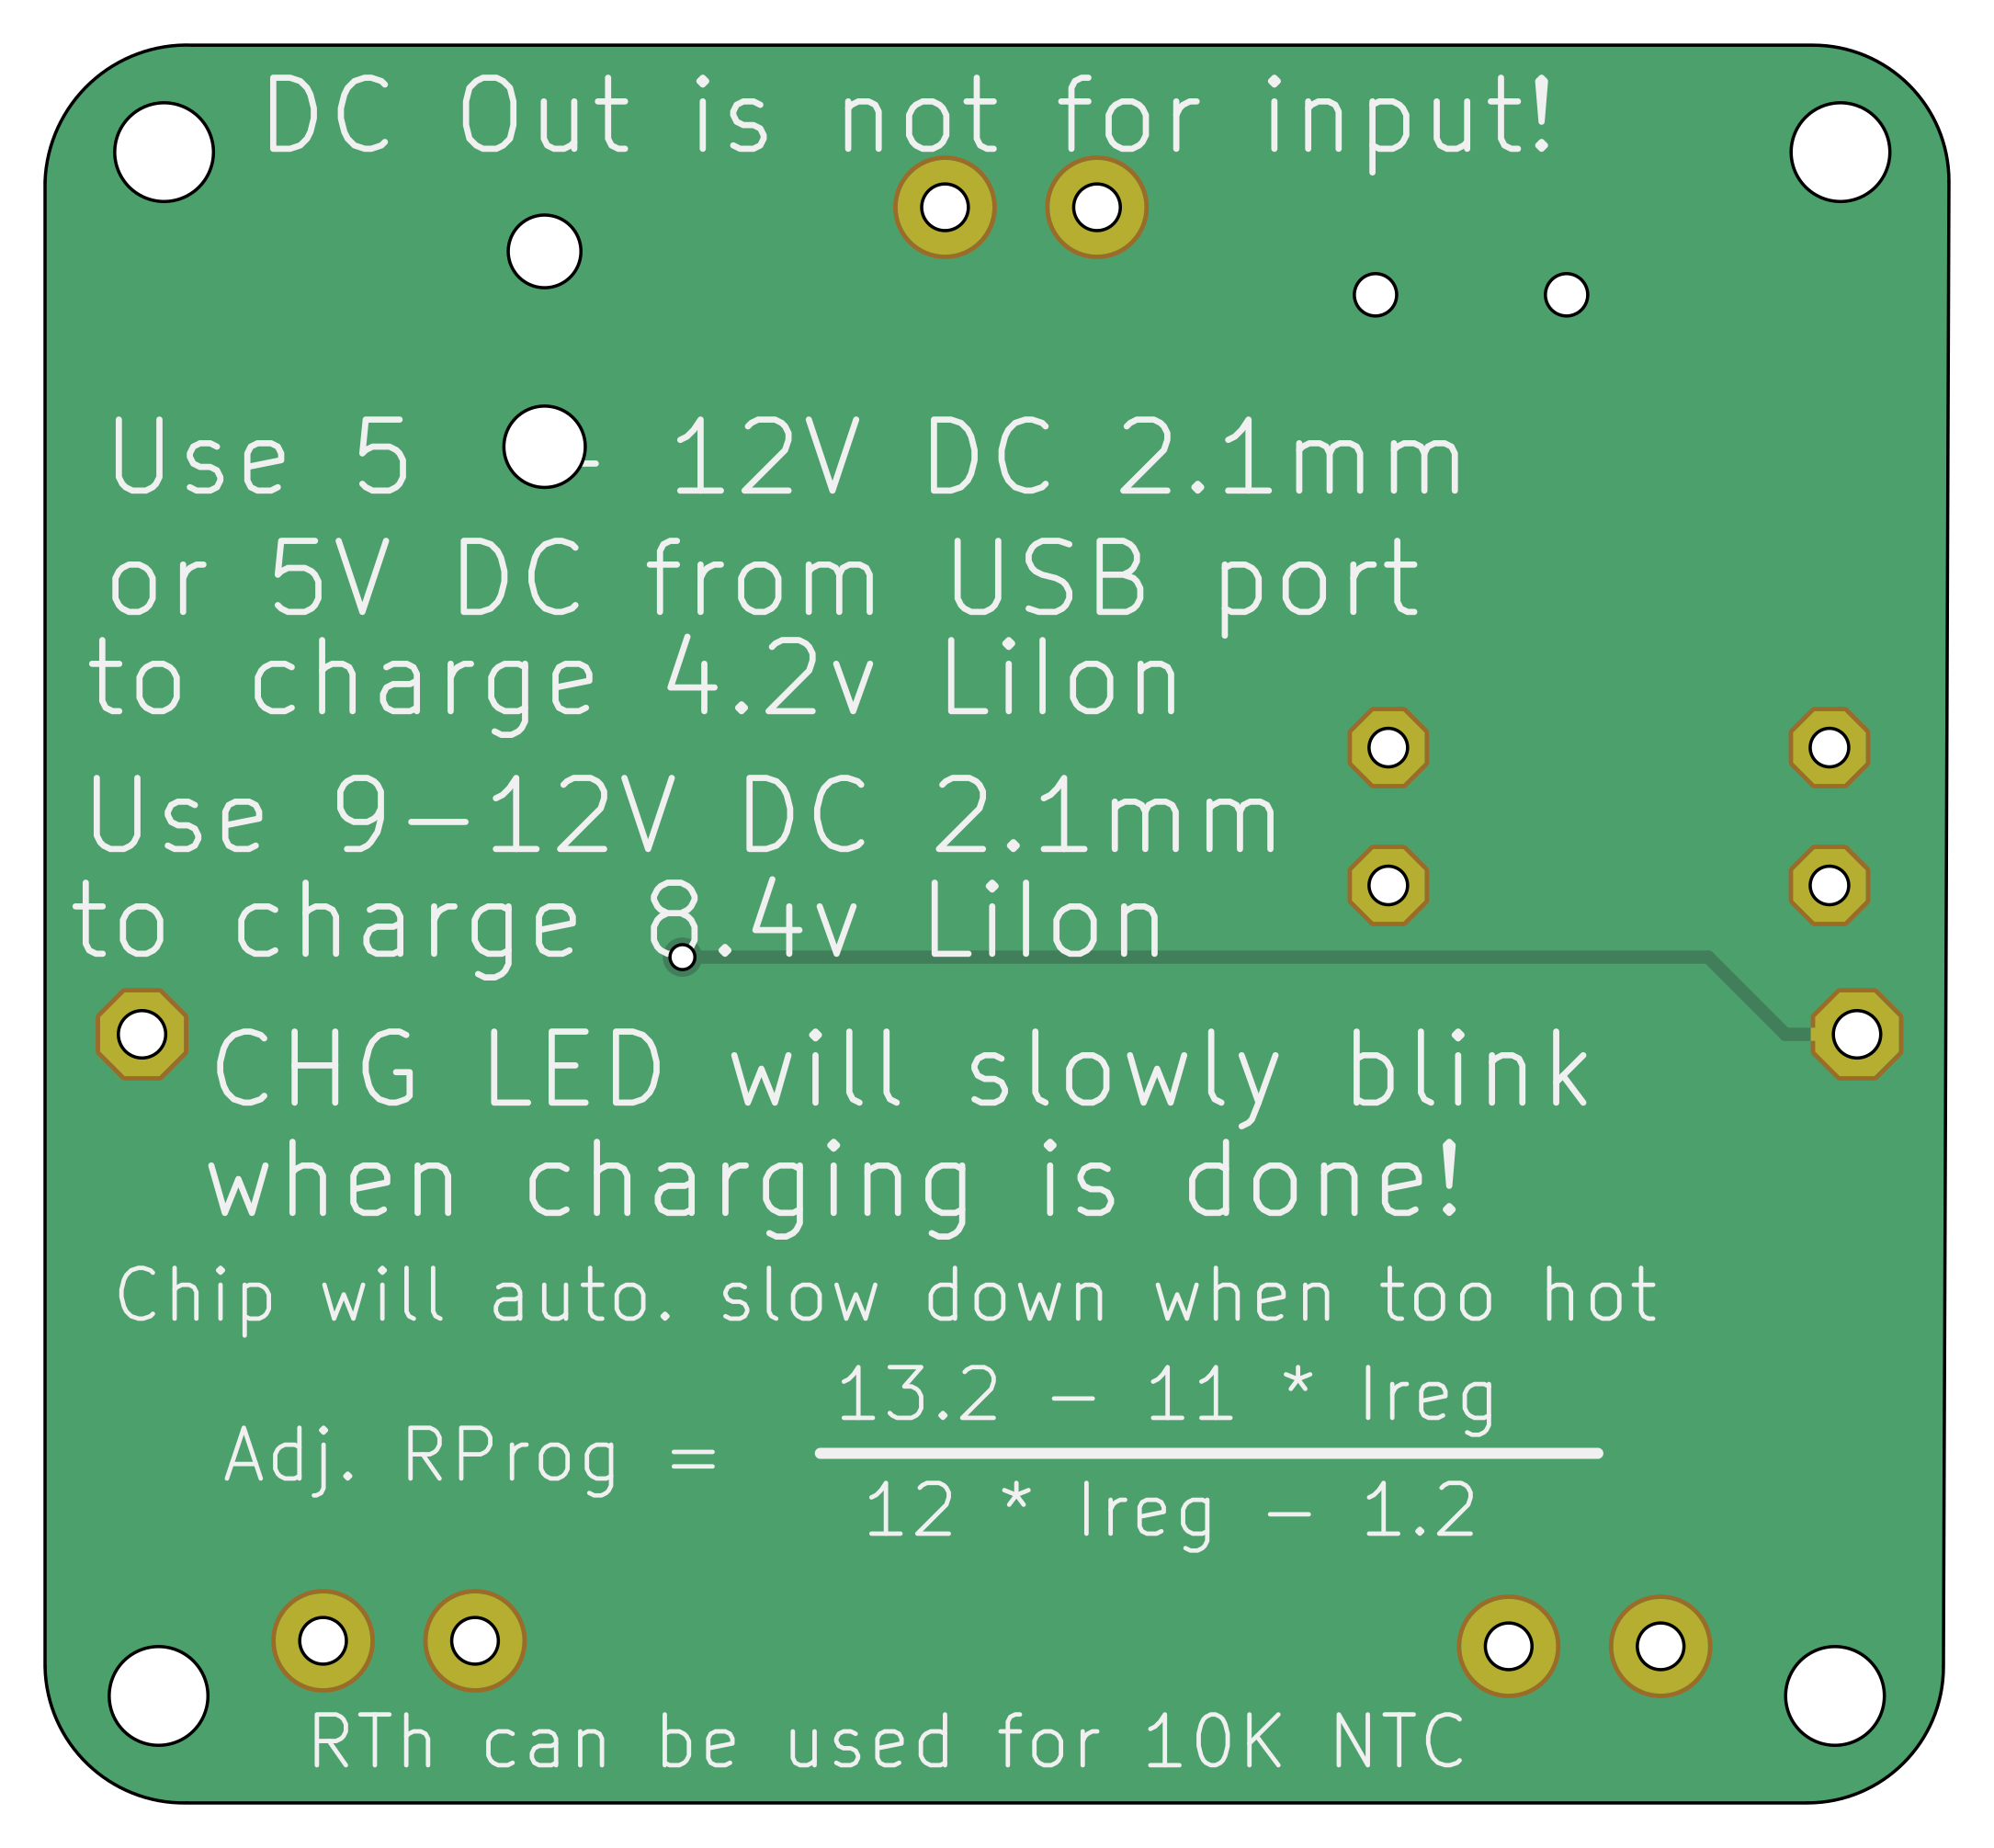 DC Out is not for input!
Use 5 - 12V DC 2.1mm
or 5V DC from USB port
to charge 4.2v LiIon
Use 9-12V DC 2.1mm
to charge 8.4v LiIon
CHG LED will slowly blink
when charging is done!
Chip will auto. slow down when too hot
13.2 - 11 * Ireg
Adj. RProg =
12 * Ireg - 1.2
RTh can be used for 10K NTC